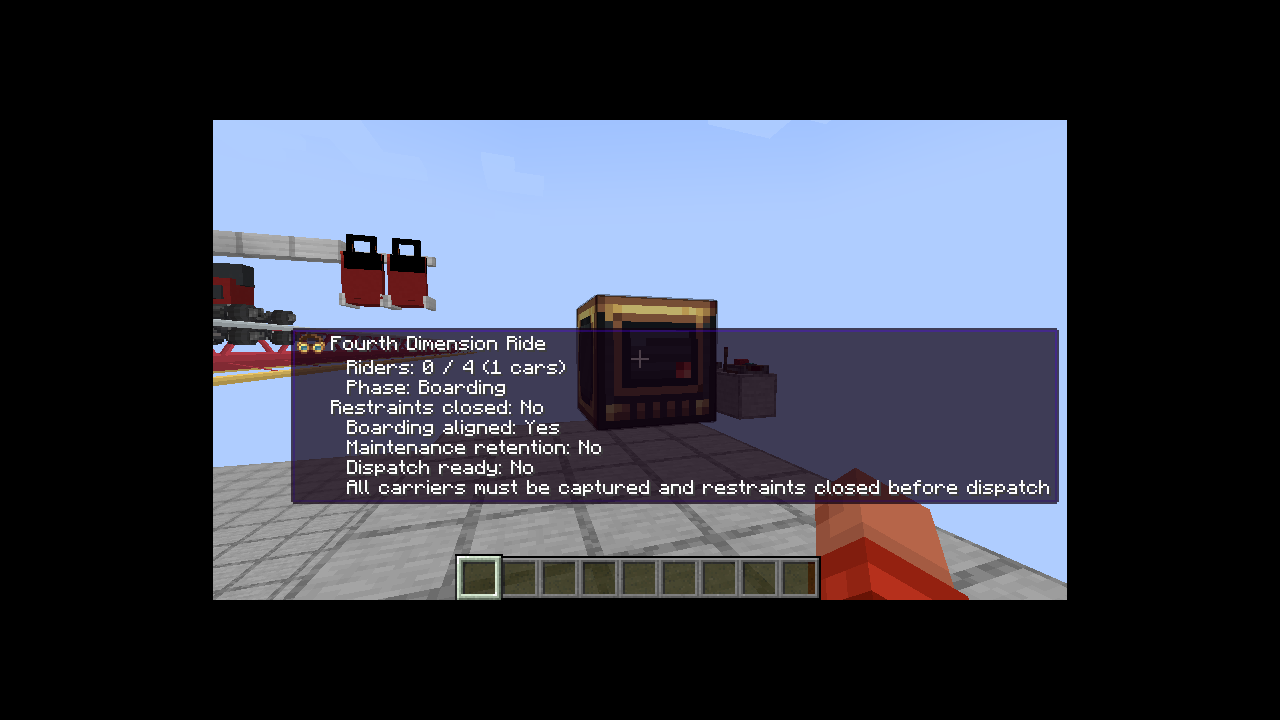 Fourth Dimension Ride
Riders: 0 / 4 (1 cars)
Phase: Boarding
Restraints closed: No
Boarding aligned: Yes
Maintenance retention: No
Dispatch ready: No
All carriers must be captured and restraints closed before dispatch